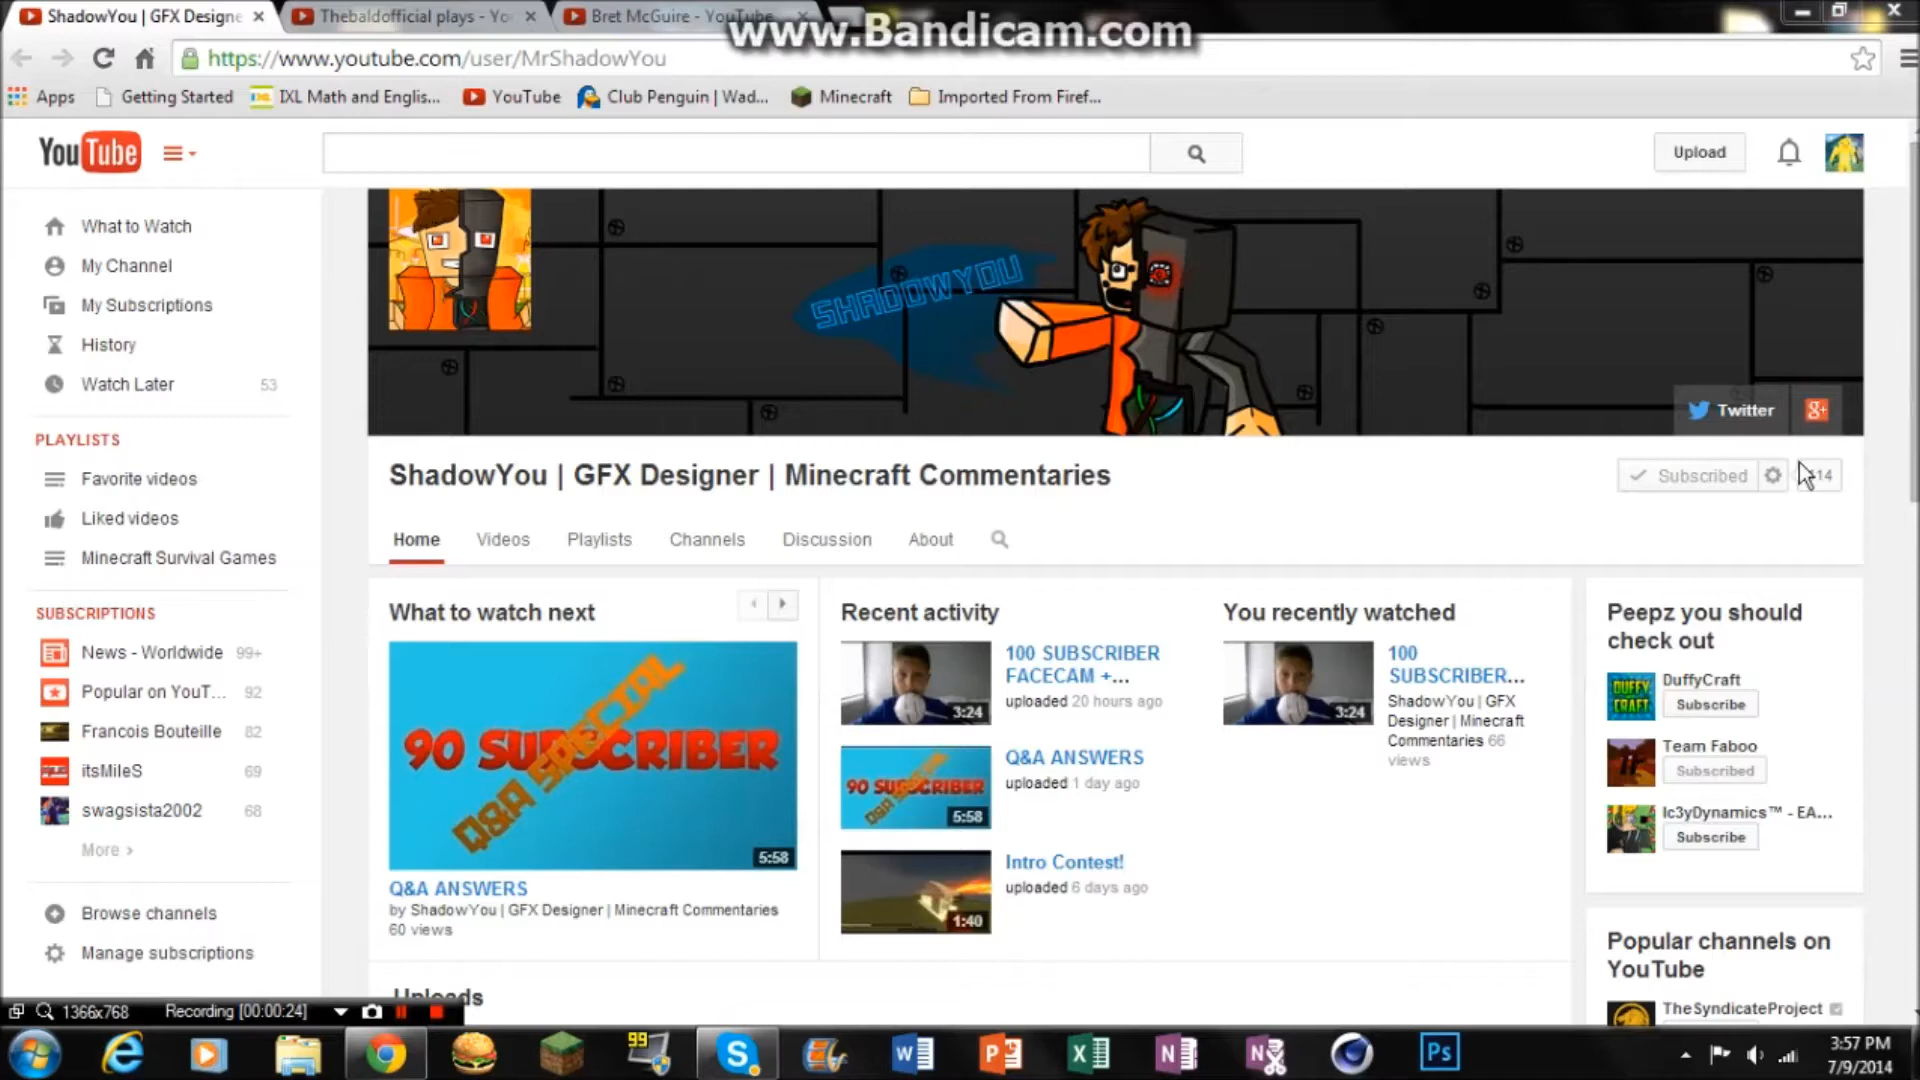 ShadowYou | GFX Designe
Thebaldofficial plays - Yo
Bret McGuire - YouTube
www.Bandicam.com
https://www.youtube.com/user/MrShadowYou
Apps
Getting Started
IXL Math and Englis...
YouTube
Club Penguin | Wad...
Minecraft
Imported From Firef...
YouTube
Upload
What to Watch
My Channel
My Subscriptions
History
Watch Later 53
PLAYLISTS
Favorite videos
Liked videos
Minecraft Survival Games
SUBSCRIPTIONS
News - Worldwide 99+
Popular on YouT... 92
Francois Bouteille 82
itsMileS 69
swagsista2002 68
More ›
Browse channels
Manage subscriptions
SHADOWYOU
Twitter
g+
ShadowYou | GFX Designer | Minecraft Commentaries
Subscribed
14
Home Videos Playlists Channels Discussion About
What to watch next
90 SUBSCRIBER
Q&A SPECIAL
5:58
Q&A ANSWERS
by ShadowYou | GFX Designer | Minecraft Commentaries
60 views
Recent activity
3:24
100 SUBSCRIBER
FACECAM +...
uploaded 20 hours ago
90 SUBSCRIBER
Q&A SPECIAL
5:58
Q&A ANSWERS
uploaded 1 day ago
1:40
Intro Contest!
uploaded 6 days ago
You recently watched
3:24
100
SUBSCRIBER...
ShadowYou | GFX
Designer | Minecraft
Commentaries 66
views
Peepz you should
check out
DUFFY
CRAFT
DuffyCraft
Subscribe
Team Faboo
Subscribed
Ic3yDynamics™ - EA...
Subscribe
Popular channels on
YouTube
TheSyndicateProject
Uploads
1366x768
Recording [00:00:24]
99
Ps
3:57 PM
7/9/2014